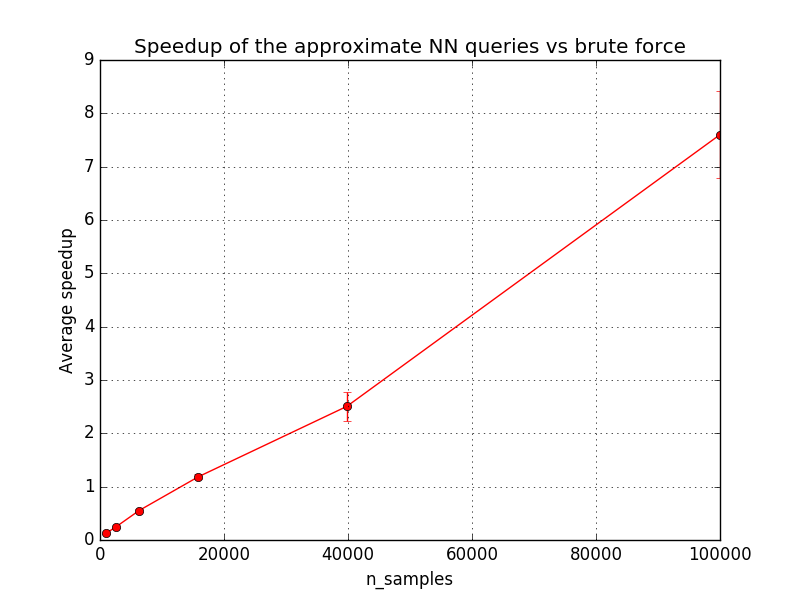 Speedup of the approximate NN queries vs brute force
9
8
7
6
5
4
3
2
1
0
Average speedup
0 20000 40000 60000 80000 100000
n_samples